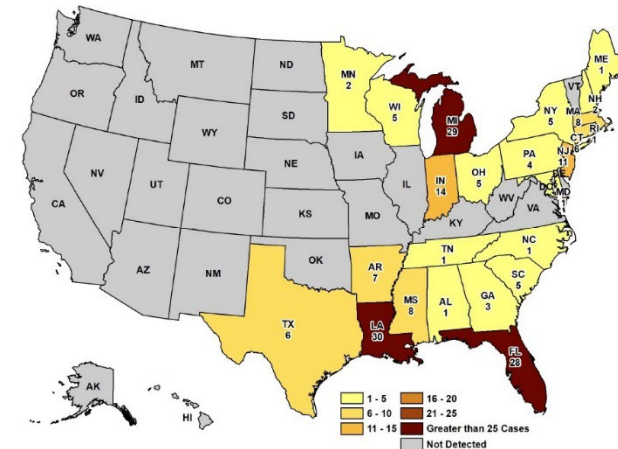 WA
MT
ND
MN
2
ME
1
OR
ID
SD
WI
5
MI
29
VT
NH
2
NY
5
MA
8
RI
1
CT
6
WY
NE
IA
PA
4
NJ
11
NV
UT
CO
IL
IN
14
OH
5
DE
DC
MD
CA
KS
MO
KY
WV
VA
AZ
NM
OK
AR
7
TN
1
NC
1
SC
5
TX
6
LA
30
MS
8
AL
1
GA
3
FL
28
AK
HI
1 - 5
6 - 10
11 - 15
16 - 20
21 - 25
Greater than 25 Cases
Not Detected